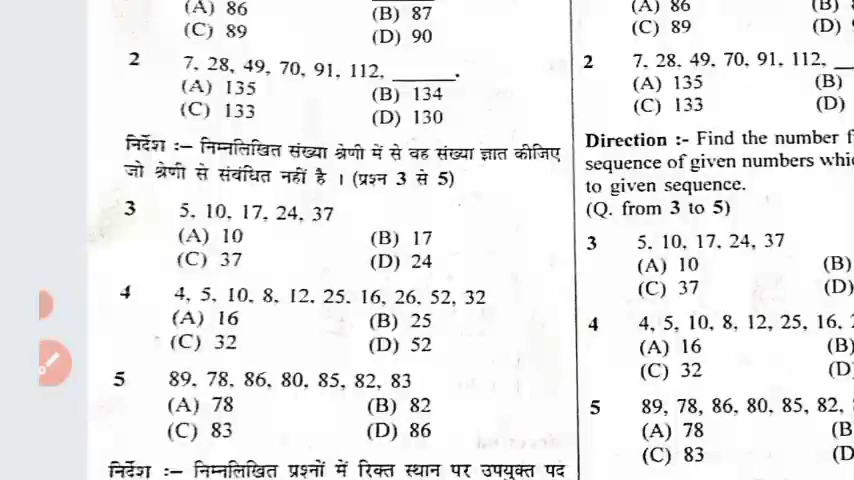 (A) 86
(B) 87
(C) 89
(D) 90
2 7, 28, 49, 70, 91, 112, ______.
(A) 135
(B) 134
(C) 133
(D) 130
निर्देश :– निम्नलिखित संख्या श्रेणी में से वह संख्या ज्ञात कीजिए
जो श्रेणी से संबंधित नहीं है । (प्रश्न 3 से 5)
3 5, 10, 17, 24, 37
(A) 10
(B) 17
(C) 37
(D) 24
4 4, 5, 10, 8, 12, 25, 16, 26, 52, 32
(A) 16
(B) 25
(C) 32
(D) 52
5 89, 78, 86, 80, 85, 82, 83
(A) 78
(B) 82
(C) 83
(D) 86
निर्देश :– निम्नलिखित प्रश्नों में रिक्त स्थान पर उपयुक्त पद
(A) 86
(B)
(C) 89
(D)
2 7, 28, 49, 70, 91, 112, __
(A) 135
(B)
(C) 133
(D)
Direction :- Find the number
sequence of given numbers
to given sequence.
(Q. from 3 to 5)
3 5, 10, 17, 24, 37
(A) 10
(B)
(C) 37
(D)
4 4, 5, 10, 8, 12, 25, 16,
(A) 16
(B)
(C) 32
(D
5 89, 78, 86, 80, 85, 82,
(A) 78
(B
(C) 83
(D